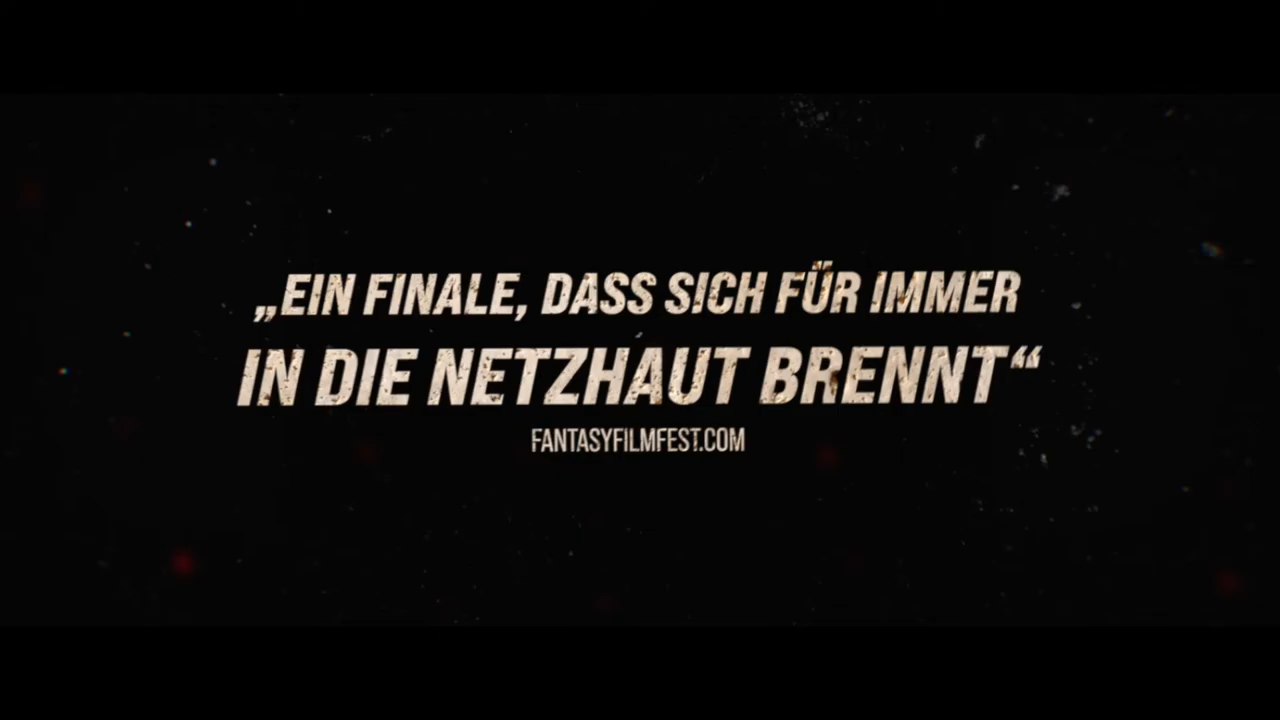 „EIN FINALE, DASS SICH FÜR IMMER
IN DIE NETZHAUT BRENNT“
FANTASYFILMFEST.COM